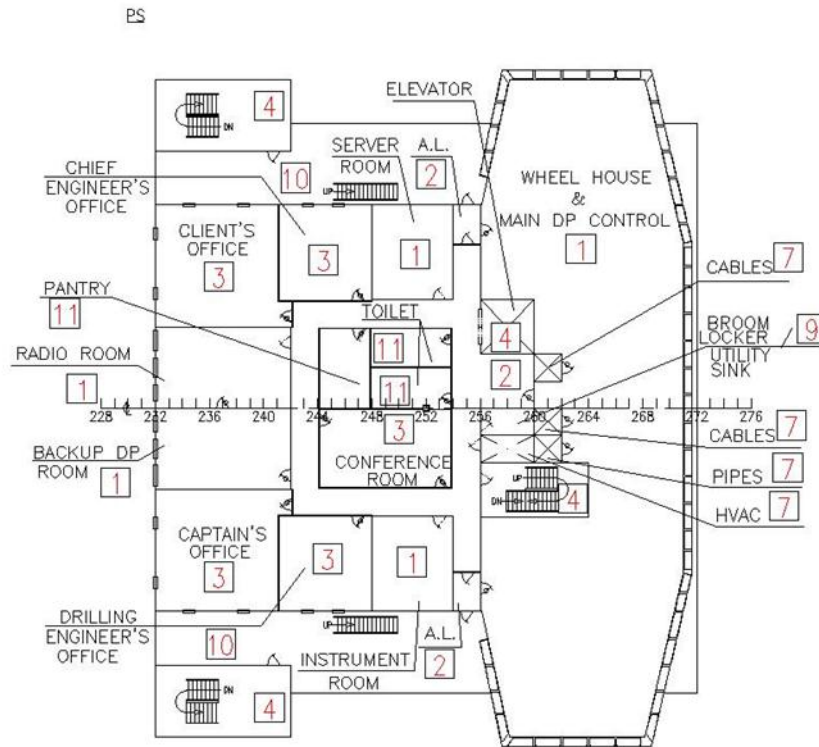 PS
ELEVATOR
4
DN
SERVER
ROOM
A.L.
2
CHIEF
ENGINEER'S
OFFICE
10
UP
WHEEL HOUSE
&
MAIN DP CONTROL
1
CLIENT'S
OFFICE
3
3
1
CABLES 7
PANTRY
11
TOILET
4
BROOM
LOCKER
UTILITY
SINK
9
11
2
RADIO ROOM
1
11
228 232 236 240 244 248 252 256 260 264 268 272 276
3
CONFERENCE
ROOM
CABLES 7
BACKUP DP
ROOM
1
PIPES 7
UP
DN
4
HVAC 7
CAPTAIN'S
OFFICE
3
3
1
DRILLING
ENGINEER'S
OFFICE
10
UP
INSTRUMENT
ROOM
A.L.
2
DN
4